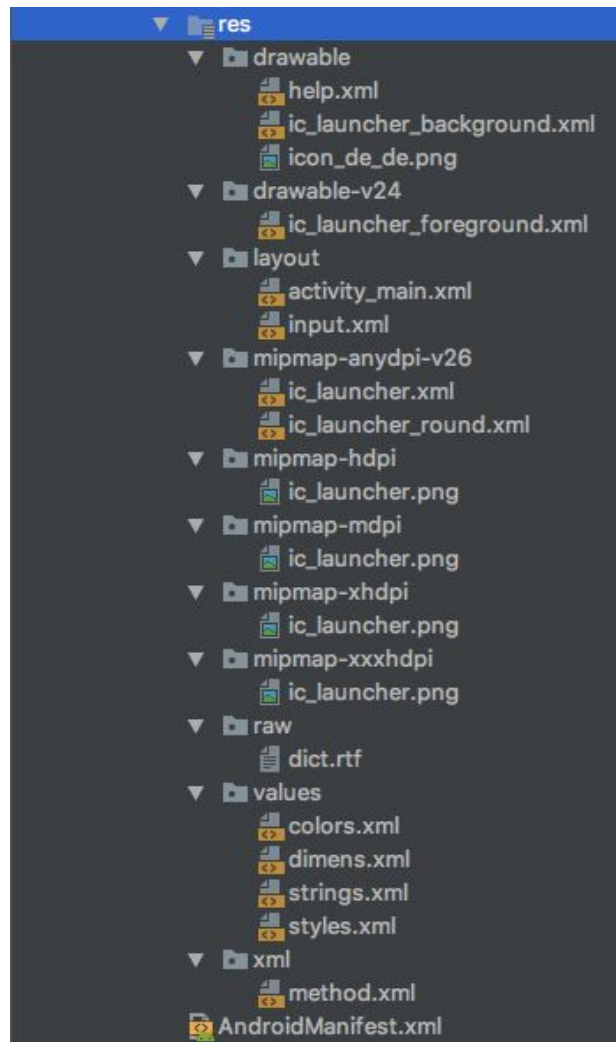 res
drawable
help.xml
ic_launcher_background.xml
icon_de_de.png
drawable-v24
ic_launcher_foreground.xml
layout
activity_main.xml
input.xml
mipmap-anydpi-v26
ic_launcher.xml
ic_launcher_round.xml
mipmap-hdpi
ic_launcher.png
mipmap-mdpi
ic_launcher.png
mipmap-xhdpi
ic_launcher.png
mipmap-xxxhdpi
ic_launcher.png
raw
dict.rtf
values
colors.xml
dimens.xml
strings.xml
styles.xml
xml
method.xml
AndroidManifest.xml